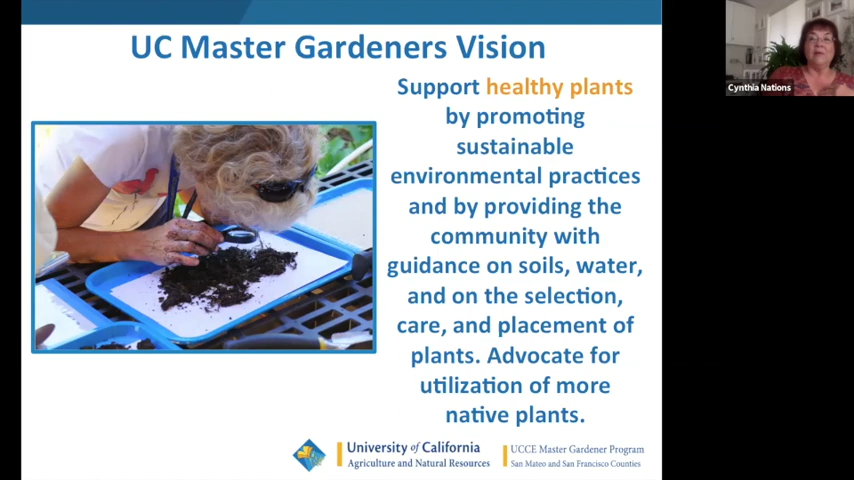 UC Master Gardeners Vision
Support healthy plants
by promoting
sustainable
environmental practices
and by providing the
community with
guidance on soils, water,
and on the selection,
care, and placement of
plants. Advocate for
utilization of more
native plants.
University of California
Agriculture and Natural Resources
UCCE Master Gardener Program
San Mateo and San Francisco Counties
Cynthia Nations